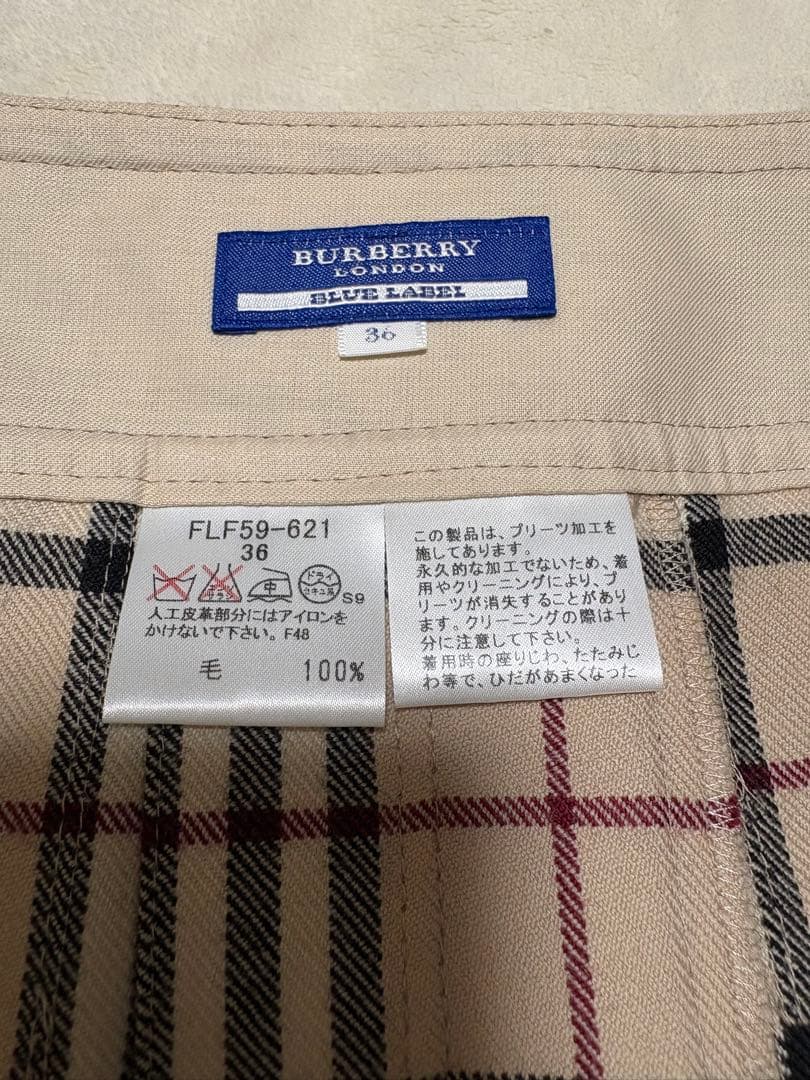 BURBERRY
LONDON
BLUE LABEL
36
FLF59-621
36
ドライ
セキユ系
中
S9
人工皮革部分にはアイロンを
かけないで下さい。F48
毛 100%
この製品は、プリーツ加工を
施してあります。
永久的な加工でないため、着
用やクリーニングにより、プ
リーツが消失することがあり
ます。クリーニングの際は十
分に注意して下さい。
着用時の座りじわ、たたみじ
わ等で、ひだがあまくなった